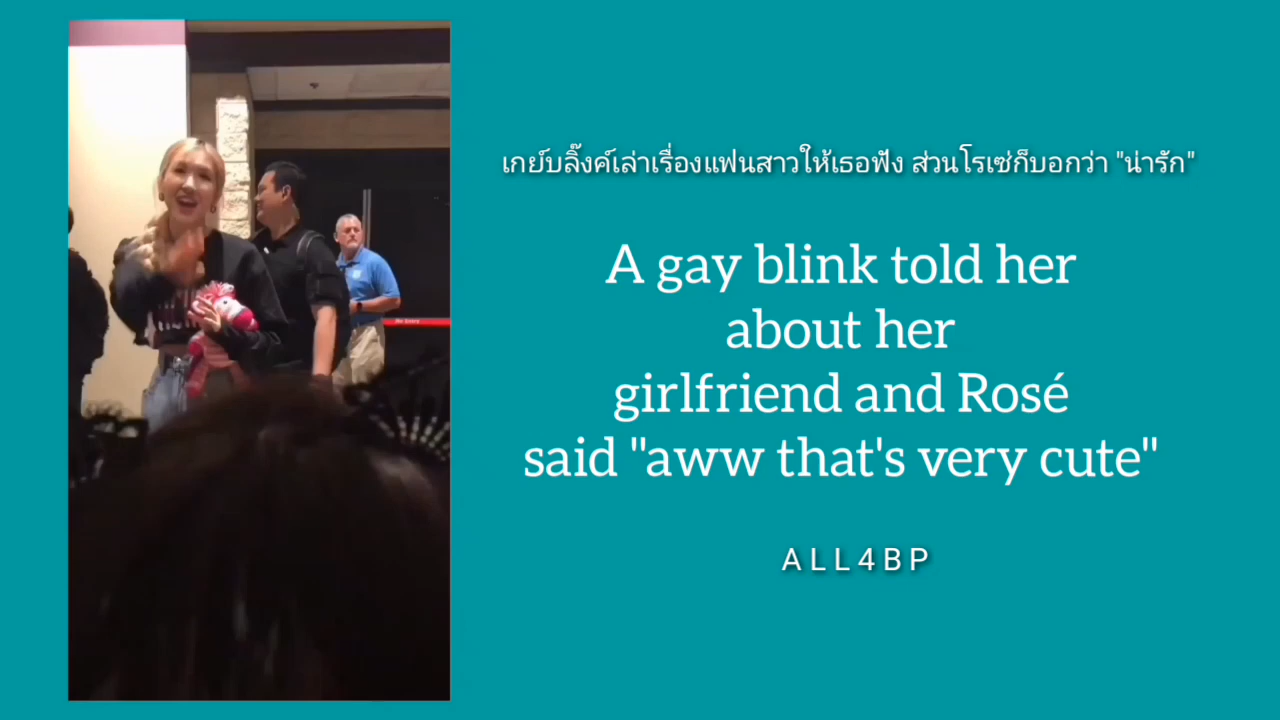 เกย์บลิ๊งค์เล่าเรื่องแฟนสาวให้เธอฟัง ส่วนโรเซ่ก็บอกว่า "น่ารัก"
A gay blink told her
about her
girlfriend and Rosé
said "aww that's very cute"
ALL4BP